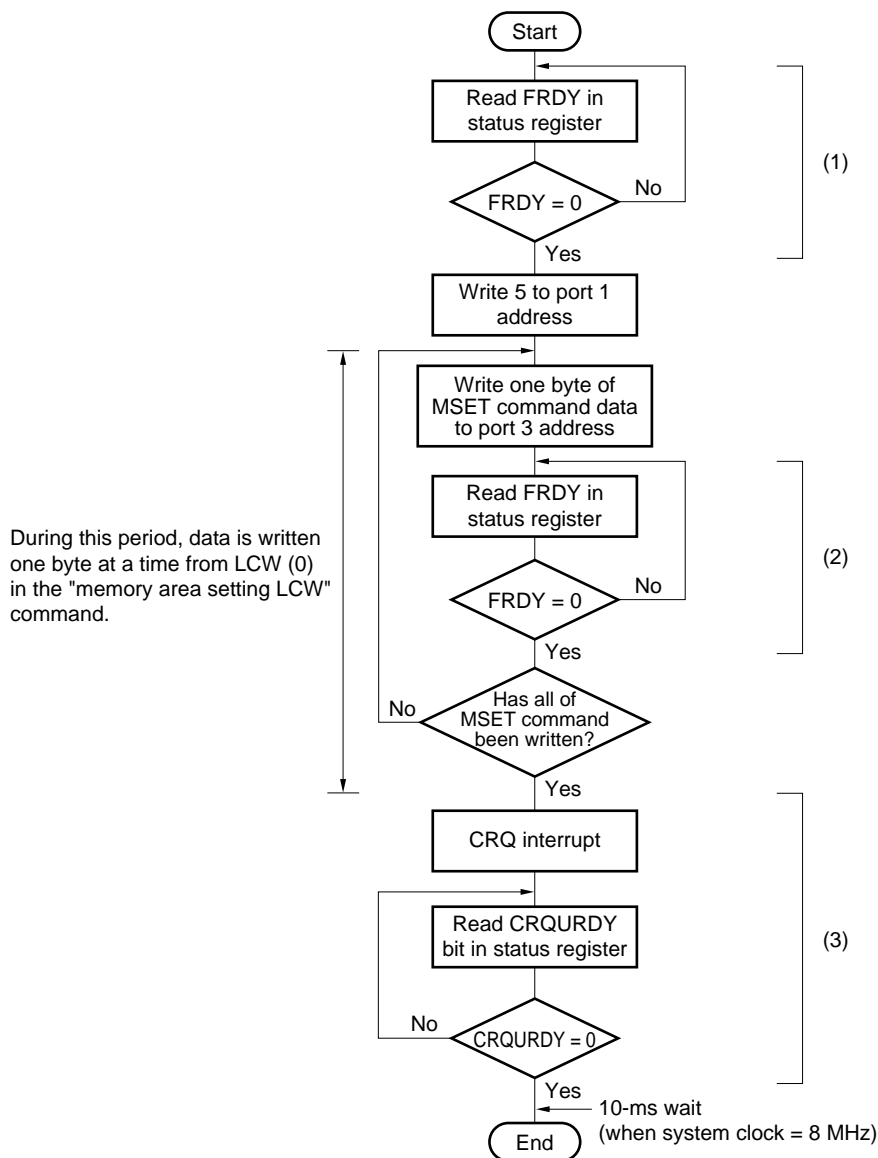 Start
Read FRDY in
status register
FRDY = 0
No
(1)
Yes
Write 5 to port 1
address
Write one byte of
MSET command data
to port 3 address
Read FRDY in
status register
During this period, data is written
one byte at a time from LCW (0)
in the "memory area setting LCW"
command.
(2)
No
FRDY = 0
Yes
Has all of
MSET command
been written?
No
Yes
CRQ interrupt
Read CRQURDY
bit in status register
(3)
No
CRQURDY = 0
Yes
10-ms wait
(when system clock = 8 MHz)
End